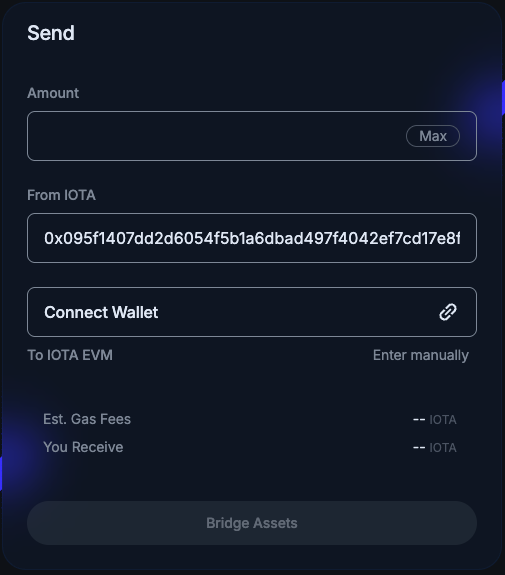 Send
Amount
Max
From IOTA
0x095f1407dd2d6054f5b1a6dbad497f4042ef7cd17e8f
Connect Wallet
To IOTA EVM Enter manually
Est. Gas Fees -- IOTA
You Receive -- IOTA
Bridge Assets